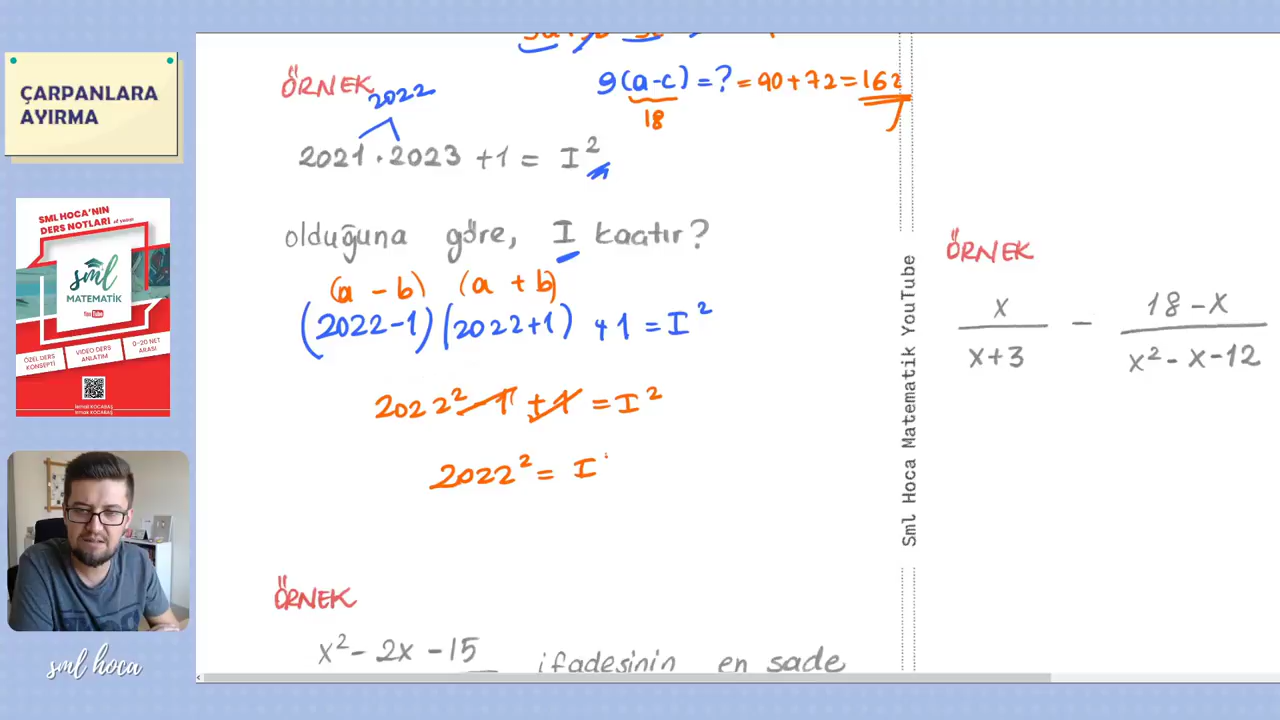 ÇARPANLARA
AYIRMA
SML HOCA'NIN
DERS NOTLARI
sml
MATEMATİK
YouTube
ÖZEL DERS
KONSEPTİ
VIDEO DERS
ANLATIM
0-20 NET
ARASI
sml hoca
9(a-c) = ? = 90+72 = 162
18
ÖRNEK
2022
2021 . 2023 + 1 = I²
olduğuna göre, I kaçtır?
(a - b) (a + b)
(2022-1)(2022+1) +1 = I²
2022² - 1 + 1 = I²
2022² = I
ÖRNEK
x² - 2x - 15
ifadesinin en sade
Sml Hoca Matematik YouTube
ÖRNEK
x/x+3 - 18-x/x²-x-12